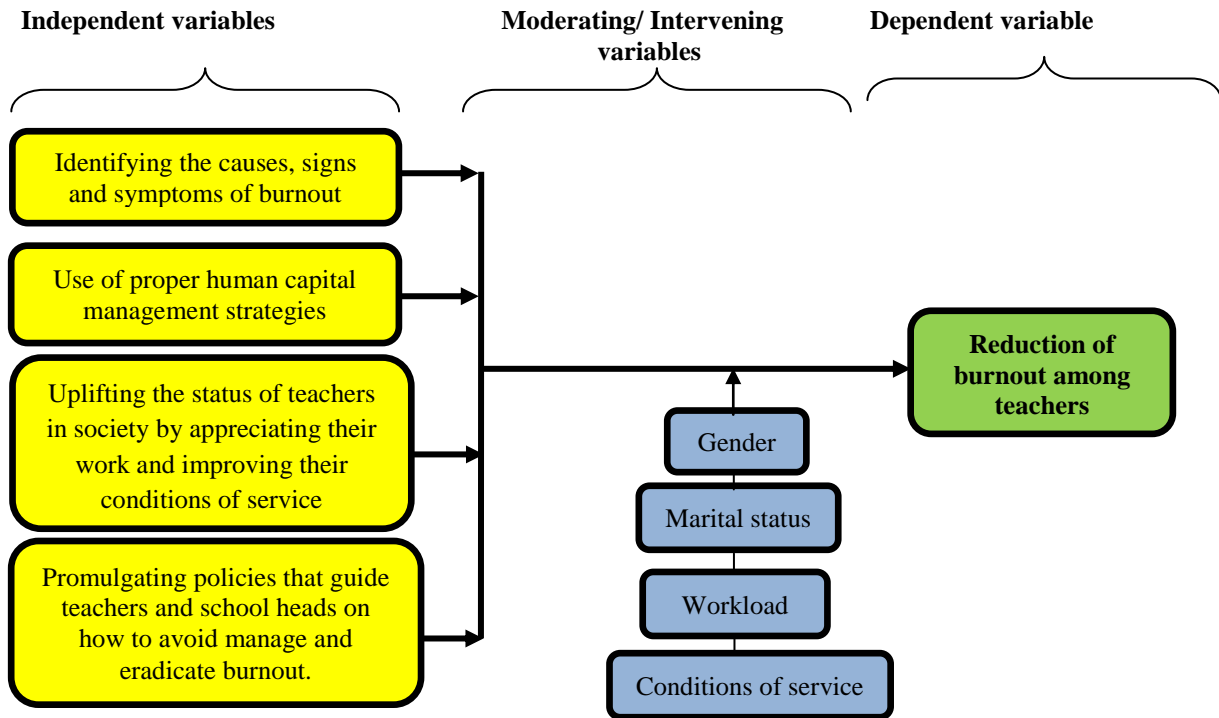 Independent variables
Moderating/ Intervening
variables
Dependent variable
Identifying the causes, signs
and symptoms of burnout
Use of proper human capital
management strategies
Uplifting the status of teachers
in society by appreciating their
work and improving their
conditions of service
Promulgating policies that guide
teachers and school heads on
how to avoid manage and
eradicate burnout.
Gender
Marital status
Workload
Conditions of service
Reduction of
burnout among
teachers